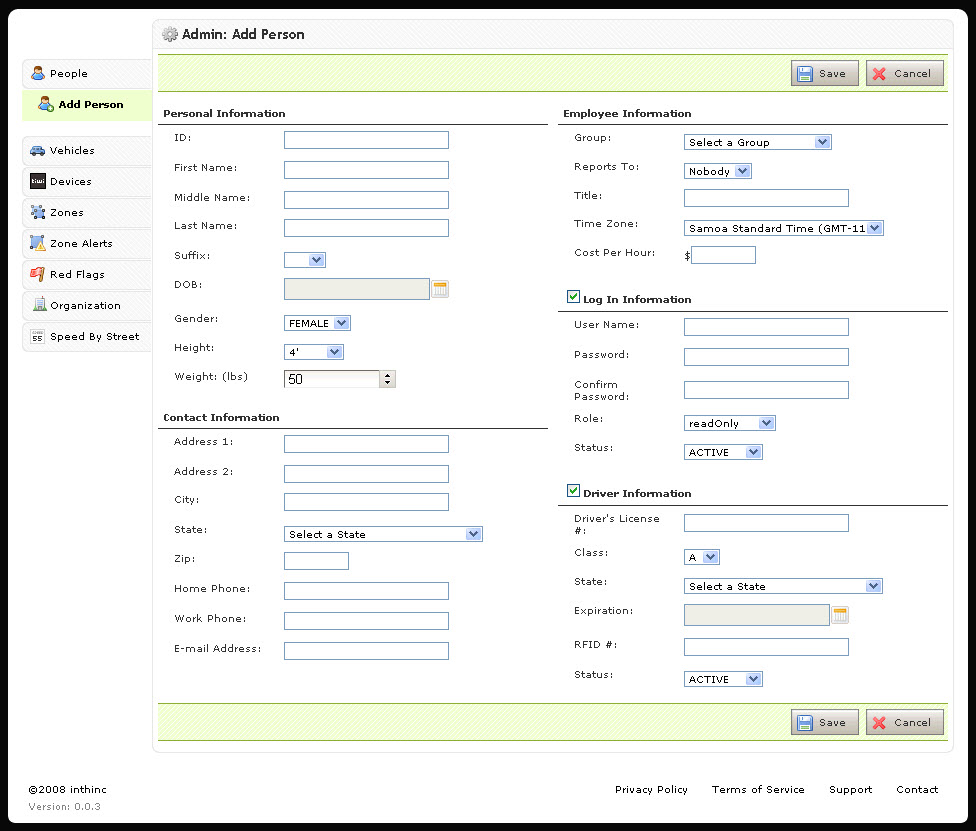 Admin: Add Person
People
Add Person
Vehicles
Devices
Zones
Zone Alerts
Red Flags
Organization
55
Speed By Street
Save
Cancel
Personal Information
ID:
First Name:
Middle Name:
Last Name:
Suffix:
DOB:
Gender:
FEMALE
Height:
4'
Weight: (lbs)
50
Contact Information
Address 1:
Address 2:
City:
State:
Select a State
Zip:
Home Phone:
Work Phone:
E-mail Address:
Employee Information
Group:
Select a Group
Reports To:
Nobody
Title:
Time Zone:
Samoa Standard Time (GMT-11
Cost Per Hour:
$
Log In Information
User Name:
Password:
Confirm
Password:
Role:
readOnly
Status:
ACTIVE
Driver Information
Driver's License
#:
Class:
A
State:
Select a State
Expiration:
RFID #:
Status:
ACTIVE
Save
Cancel
©2008 inthinc
Version: 0.0.3
Privacy Policy
Terms of Service
Support
Contact